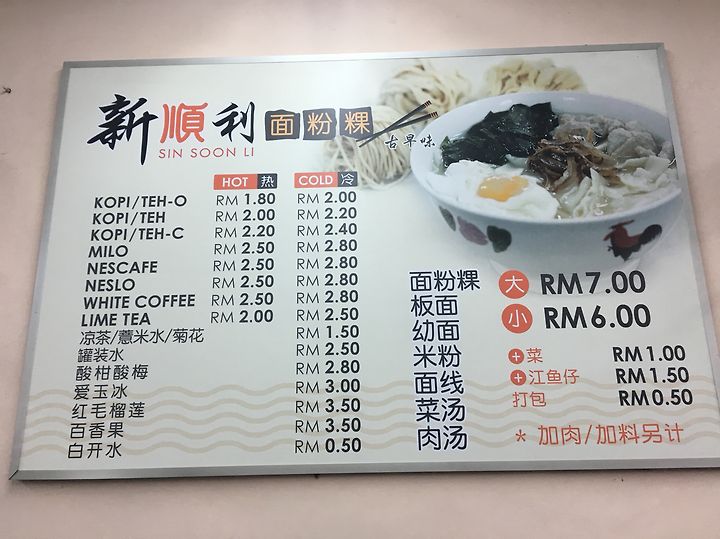 新順利 面粉粿
SIN SOON LI
古早味
HOT 热 COLD 冷
KOPI/TEH-O RM 1.80 RM 2.00
KOPI/TEH RM 2.00 RM 2.20
KOPI/TEH-C RM 2.20 RM 2.40
MILO RM 2.50 RM 2.80
NESCAFE RM 2.50 RM 2.80
NESLO RM 2.50 RM 2.80
WHITE COFFEE RM 2.50 RM 2.80
LIME TEA RM 2.00 RM 2.50
凉茶/薏米水/菊花 RM 1.50
罐装水 RM 2.50
酸柑酸梅 RM 2.80
爱玉冰 RM 3.00
红毛榴莲 RM 3.50
百香果 RM 3.50
白开水 RM 0.50
面粉粿
板面
幼面
米粉
面线
菜汤
肉汤
大 RM7.00
小 RM6.00
+菜 RM1.00
+江鱼仔 RM1.50
打包 RM0.50
* 加肉/加料另计